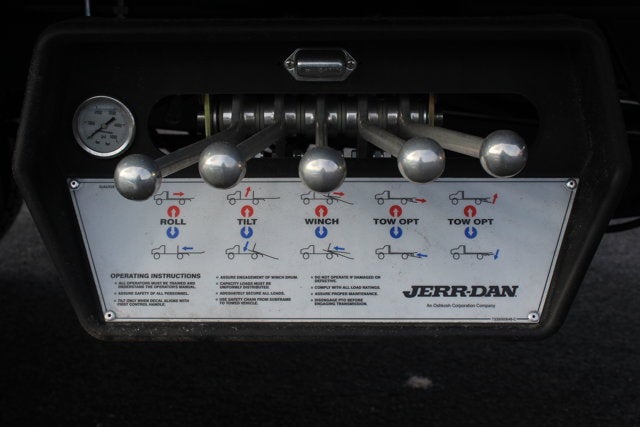 GAUGE
ROLL TILT WINCH TOW OPT TOW OPT
OPERATING INSTRUCTIONS
• ALL OPERATORS MUST BE TRAINED AND
UNDERSTAND THE OPERATOR'S MANUAL.
• ASSURE SAFETY OF ALL PERSONNEL.
• TILT ONLY WHEN DECAL ALIGNS WITH
FIRST CONTROL HANDLE.
• ASSURE ENGAGEMENT OF WINCH DRUM.
• CAPACITY LOADS MUST BE
UNIFORMLY DISTRIBUTED.
• ADEQUATELY SECURE ALL LOADS.
• USE SAFETY CHAIN FROM SUBFRAME
TO TOWED VEHICLE.
• DO NOT OPERATE IF DAMAGED OR
DEFECTIVE.
• COMPLY WITH ALL LOAD RATINGS.
• ASSURE PROPER MAINTENANCE.
• DISENGAGE PTO BEFORE
ENGAGING TRANSMISSION.
JERR-DAN
An Oshkosh Corporation Company